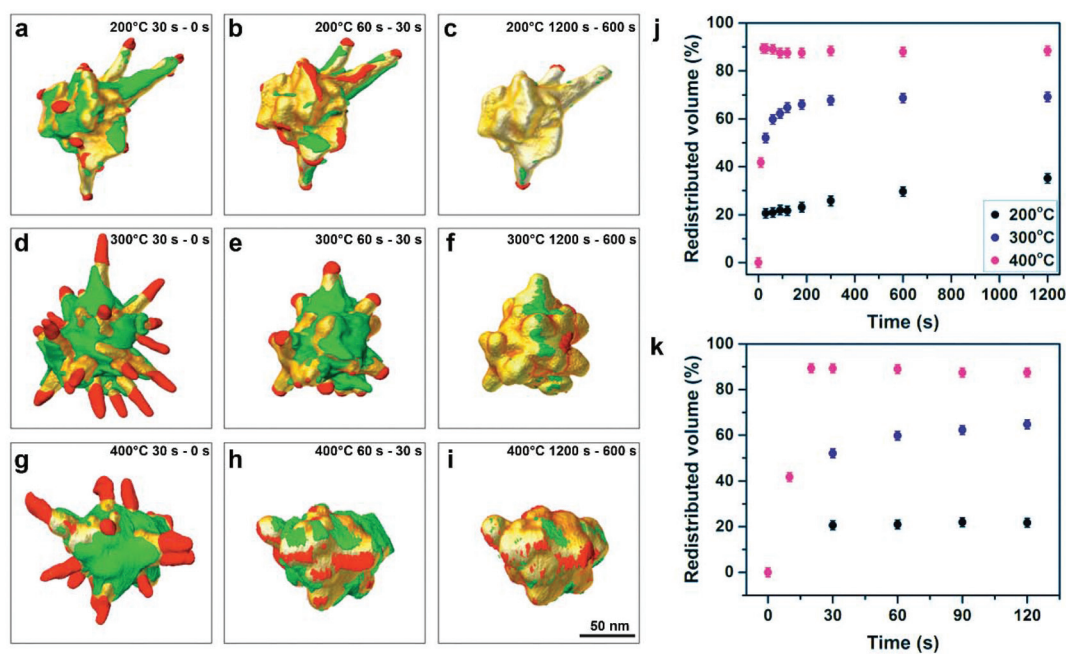 a 200°C 30 s - 0 s
b 200°C 60 s - 30 s
c 200°C 1200 s - 600 s
d 300°C 30 s - 0 s
e 300°C 60 s - 30 s
f 300°C 1200 s - 600 s
g 400°C 30 s - 0 s
h 400°C 60 s - 30 s
i 400°C 1200 s - 600 s
50 nm
j
Redistributed volume (%)
100
80
60
40
20
0
200°C
300°C
400°C
0 200 400 600 800 1000 1200
Time (s)
k
Redistributed volume (%)
100
80
60
40
20
0
0 30 60 90 120
Time (s)